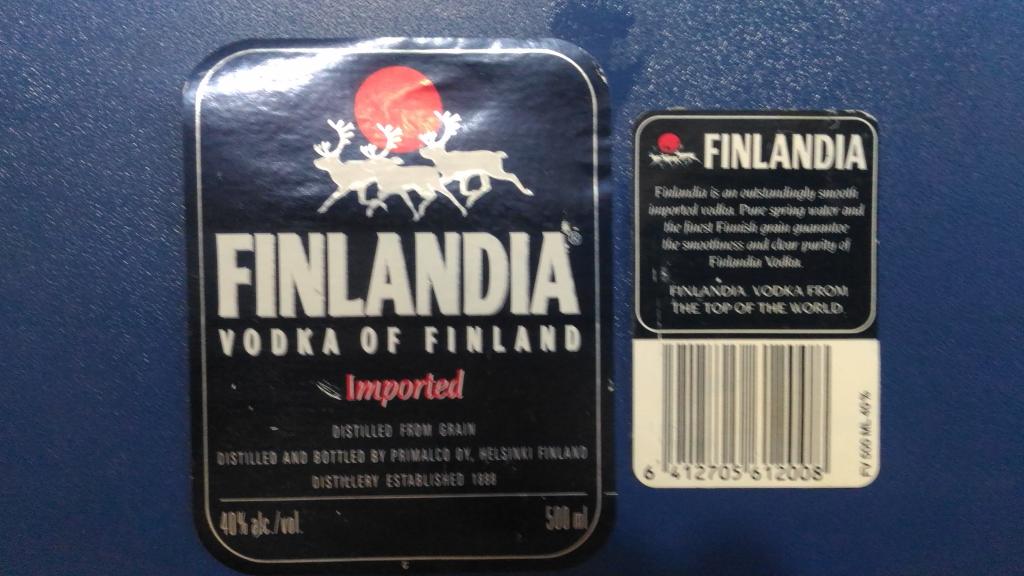 FINLANDIA®
VODKA OF FINLAND
Imported
DISTILLED FROM GRAIN
DISTILLED AND BOTTLED BY PRIMALCO OY, HELSINKI FINLAND
DISTILLERY ESTABLISHED 1888
40% alc./vol. 500 ml
FINLANDIA
Finlandia is an outstandingly smooth
imported vodka. Pure spring water and
the finest Finnish grain guarantee
the smoothness and clear purity of
Finlandia Vodka.
FINLANDIA. VODKA FROM
THE TOP OF THE WORLD.
6 412705 612008
FV 500 ML 40%